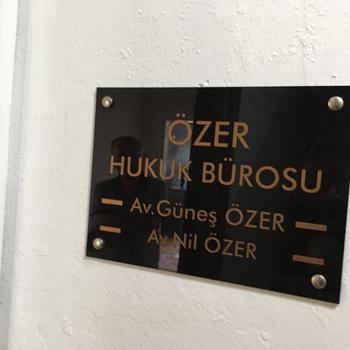 ÖZER
HUKUK BÜROSU
Av.Güneş ÖZER
Av.Nil ÖZER